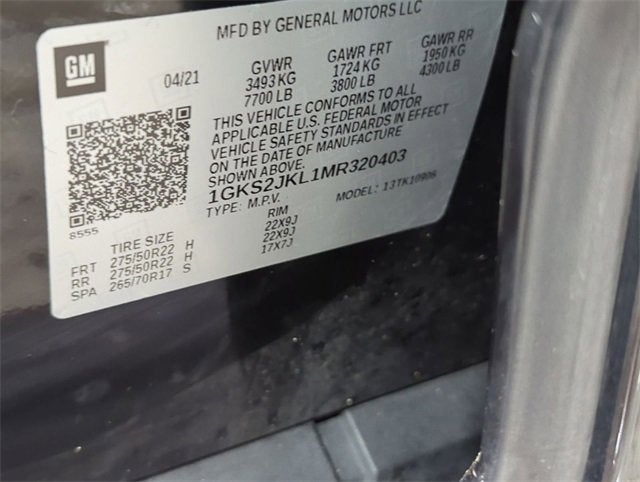 MFD BY GENERAL MOTORS LLC
GM
04/21
GVWR GAWR FRT GAWR RR
3493 KG 1724 KG 1950 KG
7700 LB 3800 LB 4300 LB
THIS VEHICLE CONFORMS TO ALL
APPLICABLE U.S. FEDERAL MOTOR
VEHICLE SAFETY STANDARDS IN EFFECT
ON THE DATE OF MANUFACTURE
SHOWN ABOVE.
1GKS2JKL1MR320403
TYPE: M.P.V. MODEL: 13TK10906
8555
TIRE SIZE RIM
FRT 275/50R22 H 22X9J
RR 275/50R22 H 22X9J
SPA 265/70R17 S 17X7J